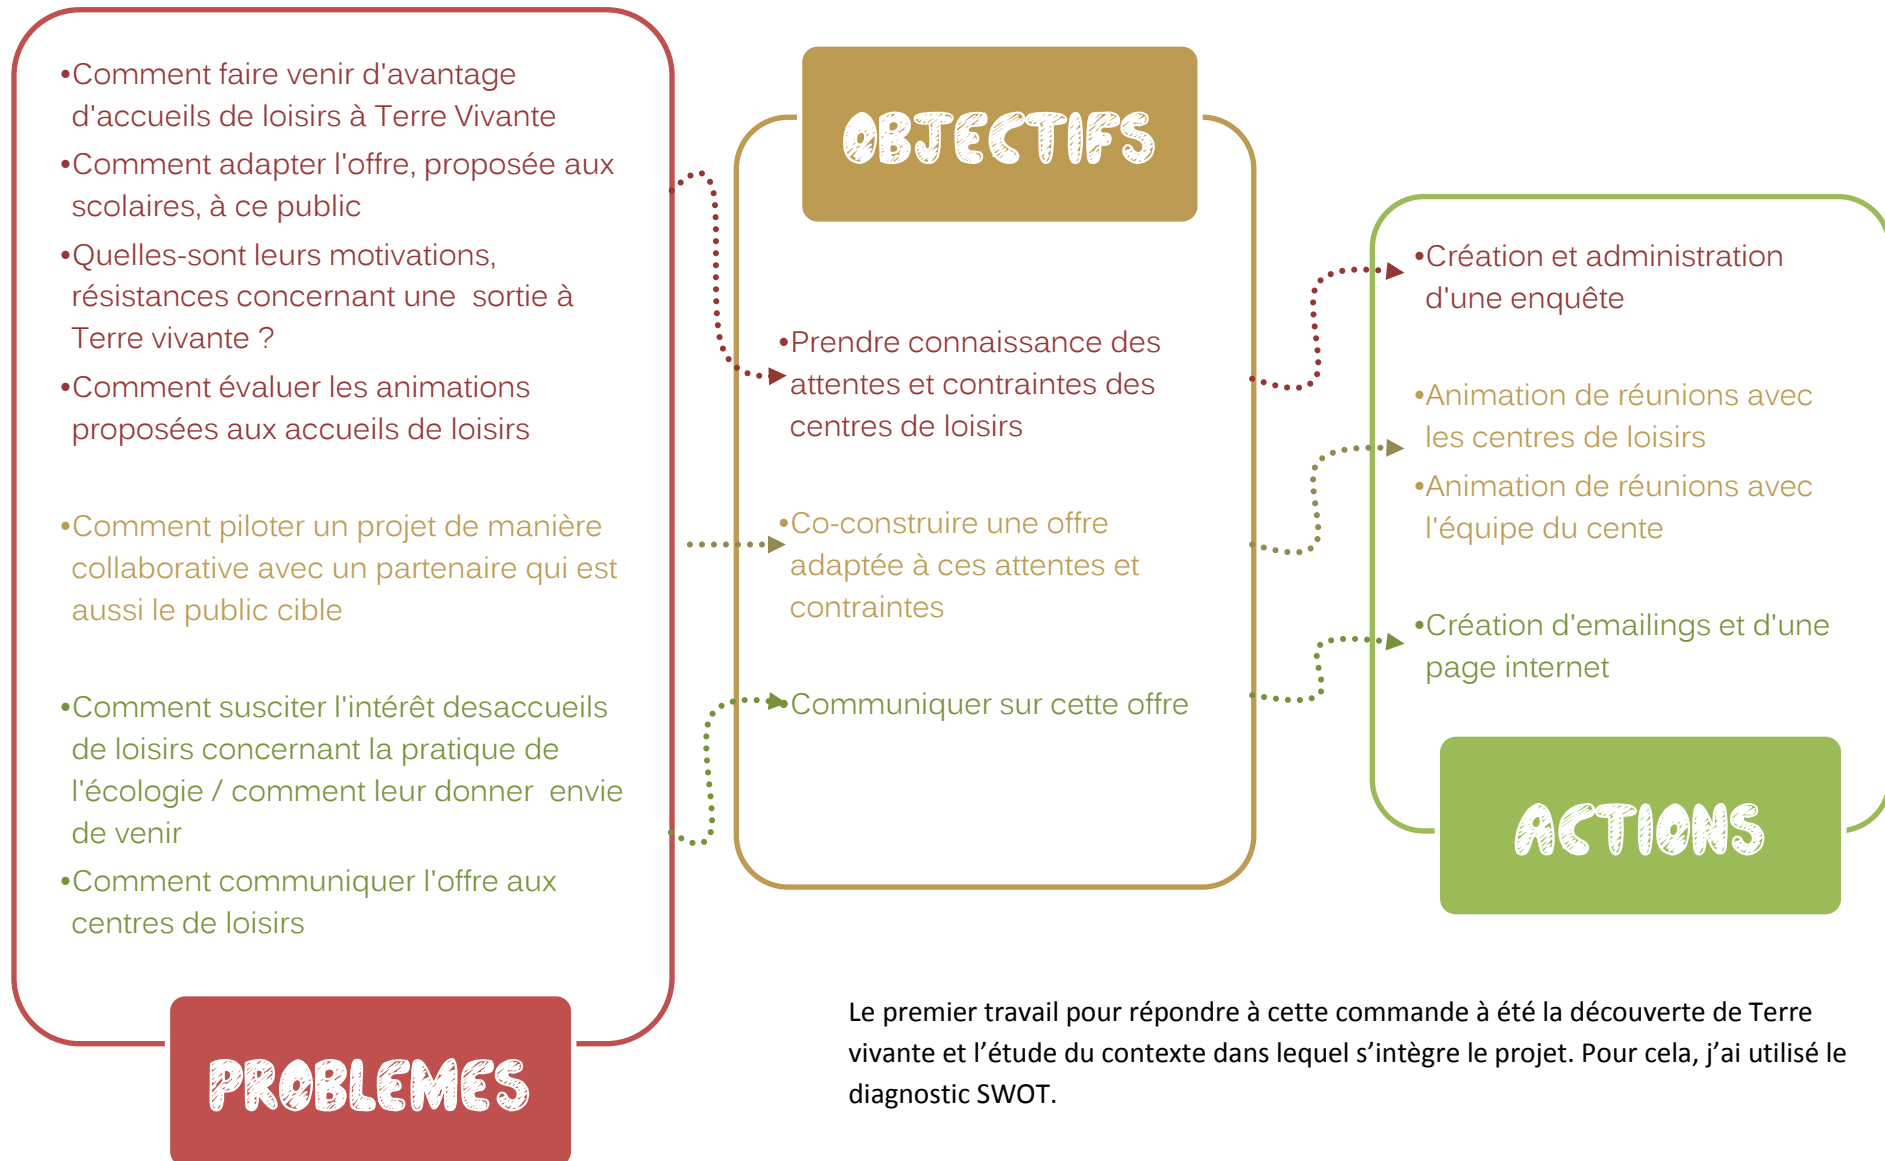 •Comment faire venir d'avantage
d'accueils de loisirs à Terre Vivante
•Comment adapter l'offre, proposée aux
scolaires, à ce public
•Quelles-sont leurs motivations,
résistances concernant une sortie à
Terre vivante ?
•Comment évaluer les animations
proposées aux accueils de loisirs
•Comment piloter un projet de manière
collaborative avec un partenaire qui est
aussi le public cible
•Comment susciter l'intérêt desaccueils
de loisirs concernant la pratique de
l'écologie / comment leur donner envie
de venir
•Comment communiquer l'offre aux
centres de loisirs
PROBLEMES
OBJECTIFS
•Prendre connaissance des
attentes et contraintes des
centres de loisirs
•Co-construire une offre
adaptée à ces attentes et
contraintes
•Communiquer sur cette offre
•Création et administration
d'une enquête
•Animation de réunions avec
les centres de loisirs
•Animation de réunions avec
l'équipe du cente
•Création d'emailings et d'une
page internet
ACTIONS
Le premier travail pour répondre à cette commande à été la découverte de Terre
vivante et l’étude du contexte dans lequel s’intègre le projet. Pour cela, j’ai utilisé le
diagnostic SWOT.